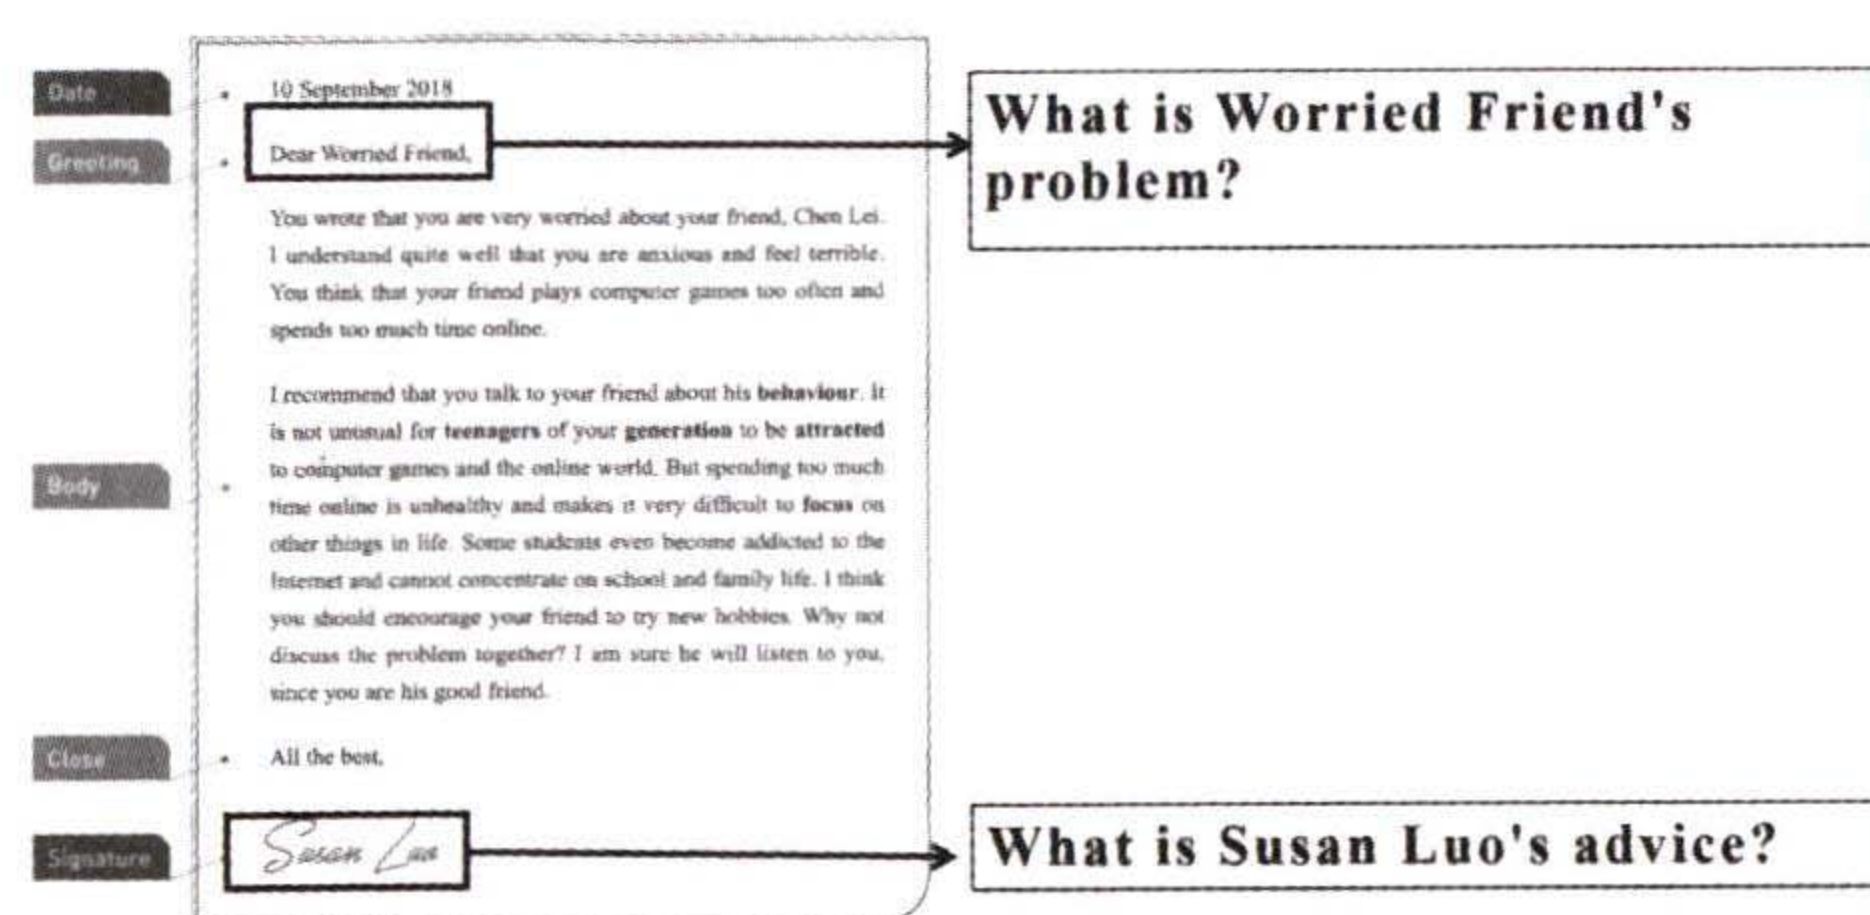 Date
10 September 2018
Greeting
Dear Worried Friend,
You wrote that you are very worried about your friend, Chen Lei.
I understand quite well that you are anxious and feel terrible.
You think that your friend plays computer games too often and
spends too much time online.
I recommend that you talk to your friend about his behaviour. It
is not unusual for teenagers of your generation to be attracted
to computer games and the online world. But spending too much
Body
time online is unhealthy and makes it very difficult to focus on
other things in life. Some students even become addicted to the
Internet and cannot concentrate on school and family life. I think
you should encourage your friend to try new hobbies. Why not
discuss the problem together? I am sure he will listen to you,
since you are his good friend.
Close
All the best,
Signature
Susan Luo
What is Worried Friend's
problem?
What is Susan Luo's advice?